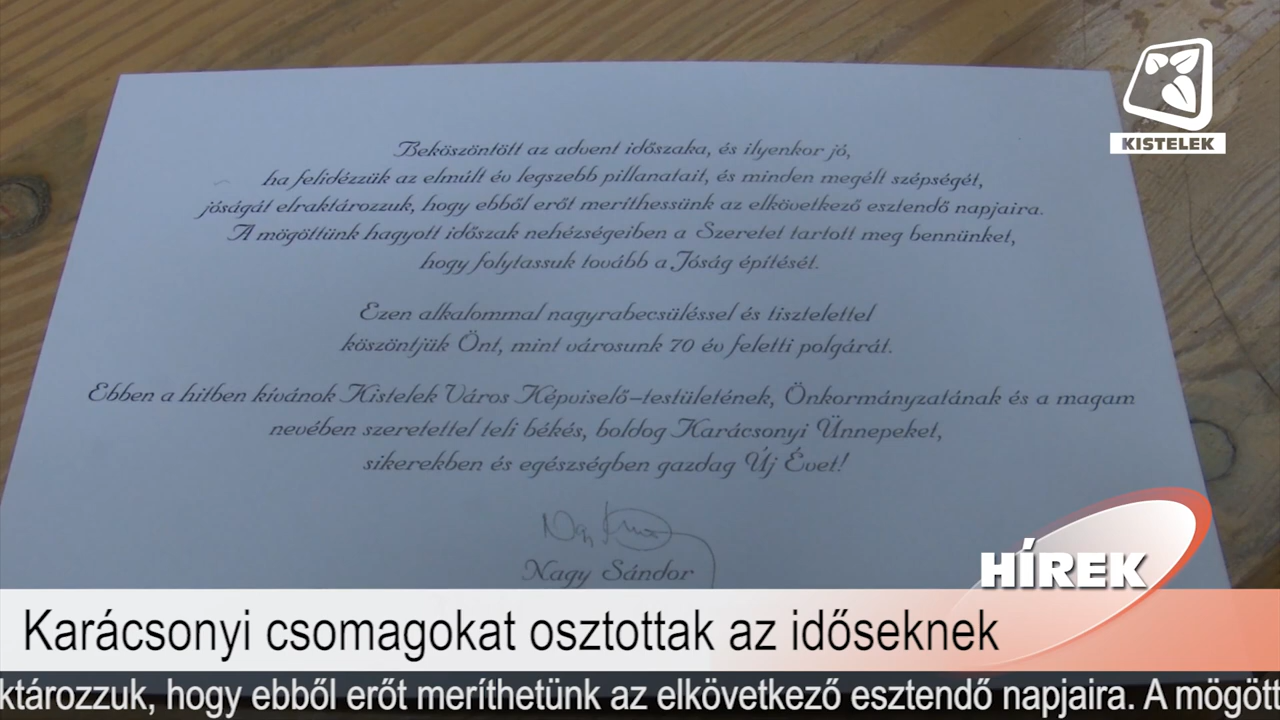 KISTELEK
Beköszöntött az advent időszaka, és ilyenkor jó,
ha felidézzük az elmúlt év legszebb pillanatait, és minden megélt szépségét,
jóságát elraktározzuk, hogy ebből erőt meríthessünk az elkövetkező esztendő napjaira.
A mögöttünk hagyott időszak nehézségeiben a Szeretet tartott meg bennünket,
hogy folytassuk tovább a Jóság építését.
Ezen alkalommal nagyrabecsüléssel és tisztelettel
köszöntjük Önt, mint városunk 70 év feletti polgárát.
Ebben a hitben kívánok Kistelek Város Képviselő-testületének, Önkormányzatának és a magam
nevében szeretettel teli békés, boldog Karácsonyi Ünnepeket,
sikerekben és egészségben gazdag Új Évet!
Nagy Sándor
HÍREK
Karácsonyi csomagokat osztottak az időseknek
ktározzuk, hogy ebből erőt meríthetünk az elkövetkező esztendő napjaira. A mögött